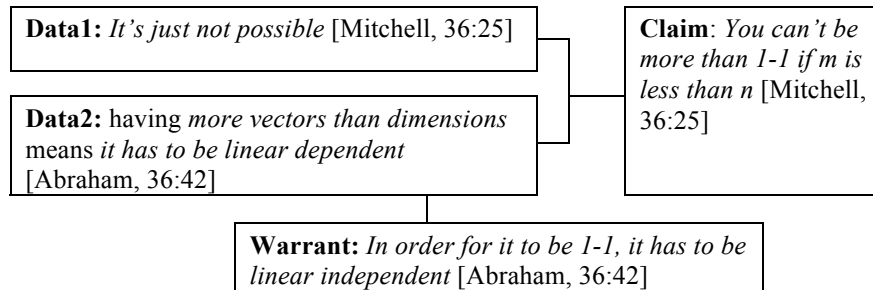 Data1: It's just not possible [Mitchell, 36:25]
Data2: having more vectors than dimensions
means it has to be linear dependent
[Abraham, 36:42]
Claim: You can't be
more than 1-1 if m is
less than n [Mitchell,
36:25]
Warrant: In order for it to be 1-1, it has to be
linear independent [Abraham, 36:42]